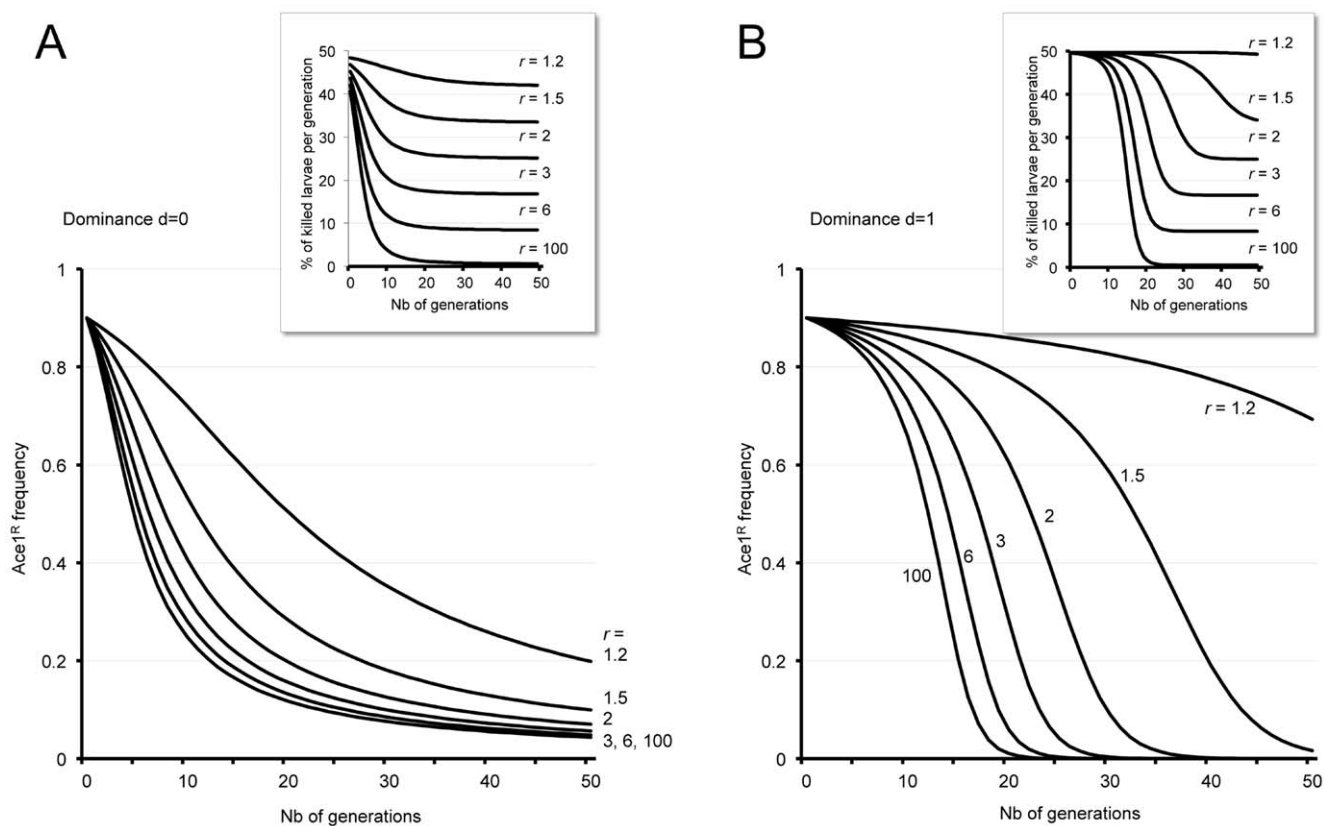 A
% of killed larvae per generation
50
40
30
20
10
0
r = 1.2
r = 1.5
r = 2
r = 3
r = 6
r = 100
0 10 20 30 40 50
Nb of generations
Dominance d=0
Ace1R frequency
1
0.8
0.6
0.4
0.2
0
r =
1.2
1.5
2
3, 6, 100
0 10 20 30 40 50
Nb of generations
B
% of killed larvae per generation
50
40
30
20
10
0
r = 1.2
r = 1.5
r = 2
r = 3
r = 6
r = 100
0 10 20 30 40 50
Nb of generations
Dominance d=1
Ace1R frequency
1
0.8
0.6
0.4
0.2
0
r = 1.2
1.5
2
3
6
100
0 10 20 30 40 50
Nb of generations